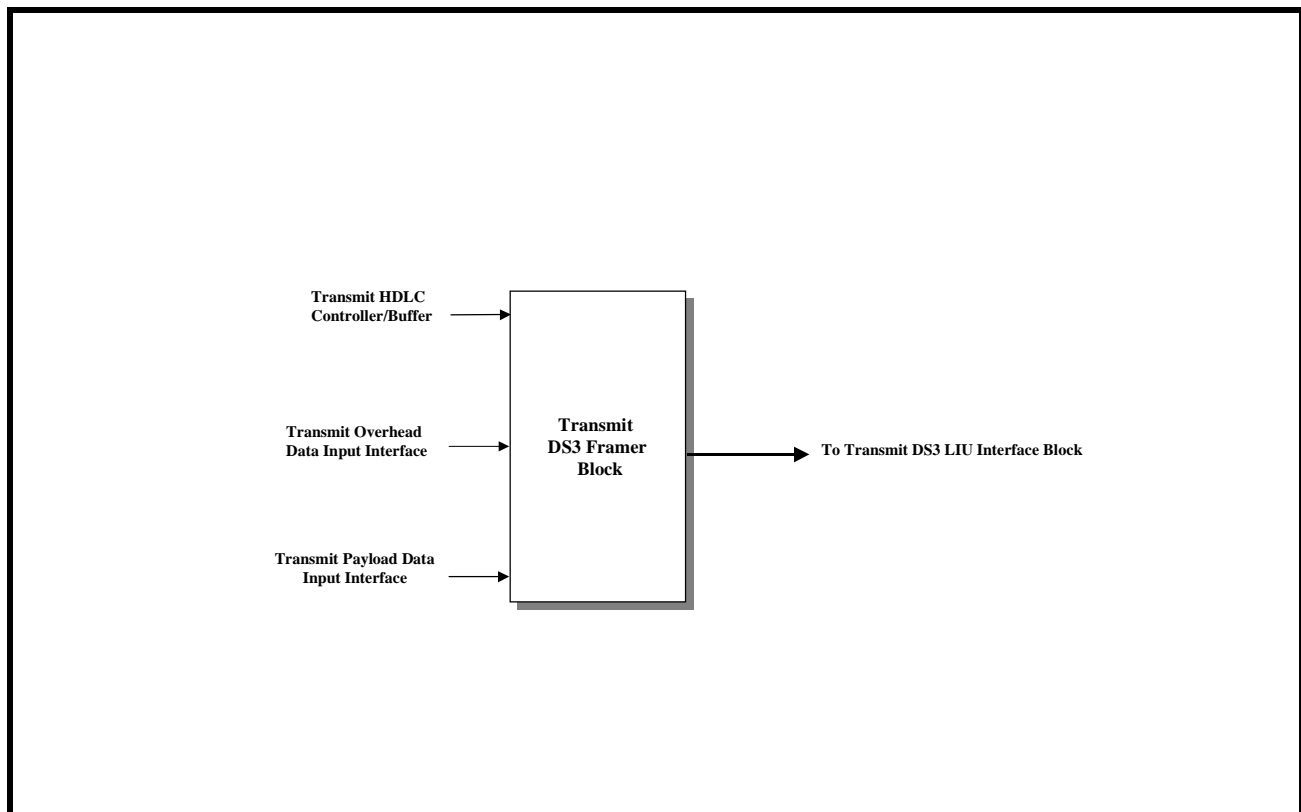 Transmit HDLC
Controller/Buffer
Transmit Overhead
Data Input Interface
Transmit Payload Data
Input Interface
Transmit
DS3 Framer
Block
To Transmit DS3 LIU Interface Block